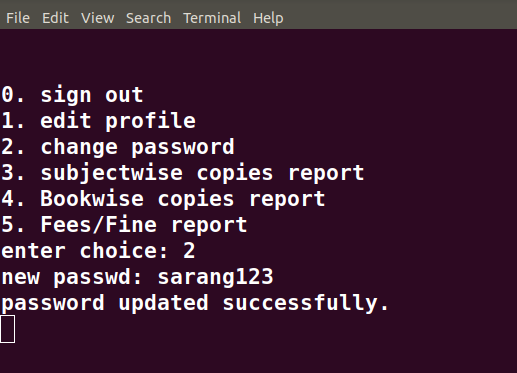 File Edit View Search Terminal Help
0. sign out
1. edit profile
2. change password
3. subjectwise copies report
4. Bookwise copies report
5. Fees/Fine report
enter choice: 2
new passwd: sarang123
password updated successfully.